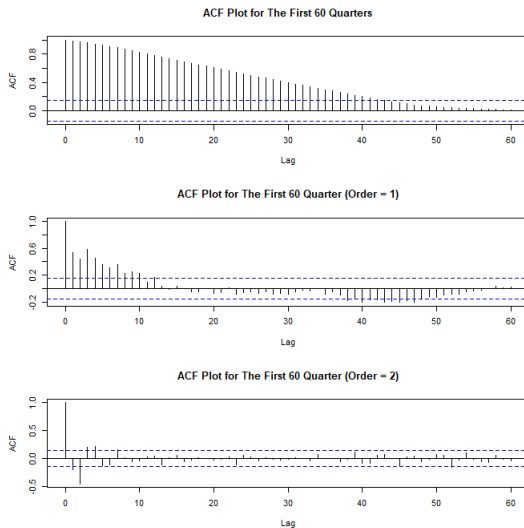 ACF Plot for The First 60 Quarters
ACF
0.0 0.4 0.8
0 10 20 30 40 50 60
Lag
ACF Plot for The First 60 Quarter (Order = 1)
ACF
-0.2 0.2 0.6 1.0
0 10 20 30 40 50 60
Lag
ACF Plot for The First 60 Quarter (Order = 2)
ACF
-0.5 0.0 0.5 1.0
0 10 20 30 40 50 60
Lag